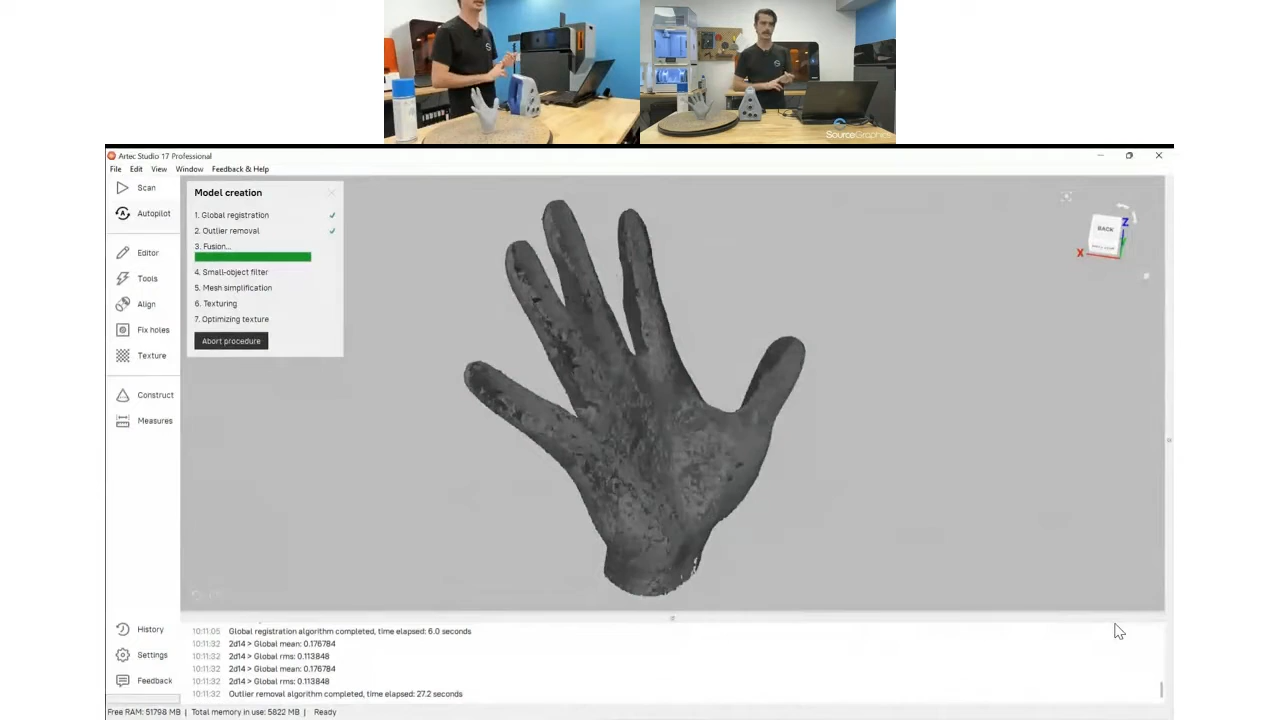 SourceGraphics
Artec Studio 17 Professional
File Edit View Window Feedback & Help
Scan
Autopilot
Editor
Tools
Align
Fix holes
Texture
Construct
Measures
Model creation
1. Global registration
2. Outlier removal
3. Fusion...
4. Small-object filter
5. Mesh simplification
6. Texturing
7. Optimizing texture
Abort procedure
BACK
Z
X
Y
History
Settings
Feedback
10:11:05 Global registration algorithm completed, time elapsed: 6.0 seconds
10:11:32 2d14 > Global mean: 0.176784
10:11:32 2d14 > Global rms: 0.113848
10:11:32 2d14 > Global mean: 0.176784
10:11:32 2d14 > Global rms: 0.113848
10:11:32 Outlier removal algorithm completed, time elapsed: 27.2 seconds
Free RAM: 51798 MB | Total memory in use: 5822 MB | Ready